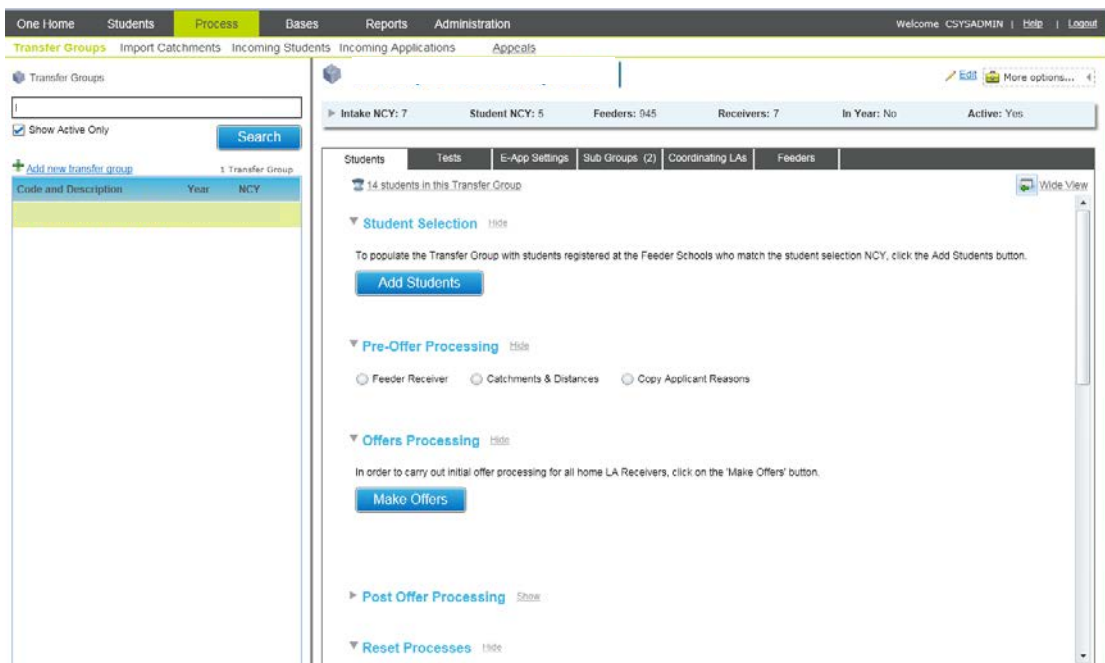 One Home Students Process Bases Reports Administration Welcome CSYSADMIN | Help | Logout
Transfer Groups Import Catchments Incoming Students Incoming Applications Appeals
Transfer Groups
Edit More options...
Intake NCY: 7 Student NCY: 5 Feeders: 945 Receivers: 7 In Year: No Active: Yes
Show Active Only
Search
Add new transfer group 1 Transfer Group
Code and Description Year NCY
Students Tests E-App Settings Sub Groups (2) Coordinating LAs Feeders
14 students in this Transfer Group Wide View
Student Selection Hide
To populate the Transfer Group with students registered at the Feeder Schools who match the student selection NCY, click the Add Students button.
Add Students
Pre-Offer Processing Hide
Feeder Receiver Catchments & Distances Copy Applicant Reasons
Offers Processing Hide
In order to carry out initial offer processing for all home LA Receivers, click on the 'Make Offers' button.
Make Offers
Post Offer Processing Show
Reset Processes Hide